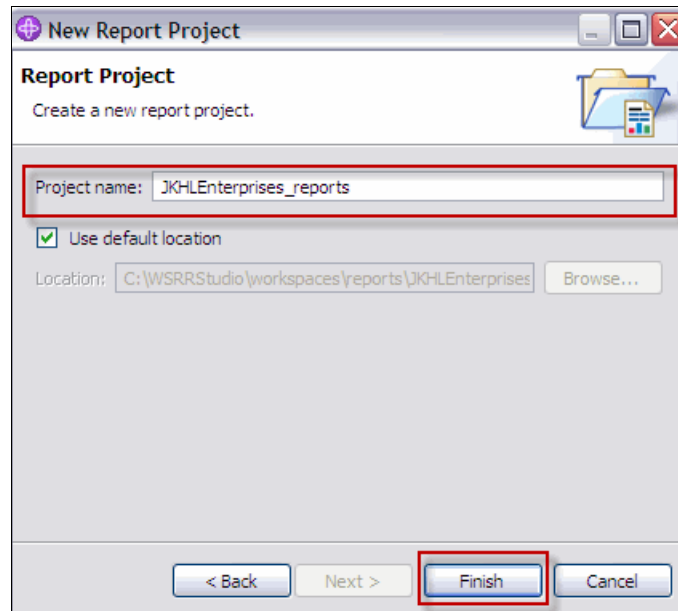 New Report Project
Report Project
Create a new report project.
Project name: JKHLEnterprises_reports
Use default location
Location: C:\WSRRStudio\workspaces\reports\JKHLEnterprises Browse...
< Back Next > Finish Cancel